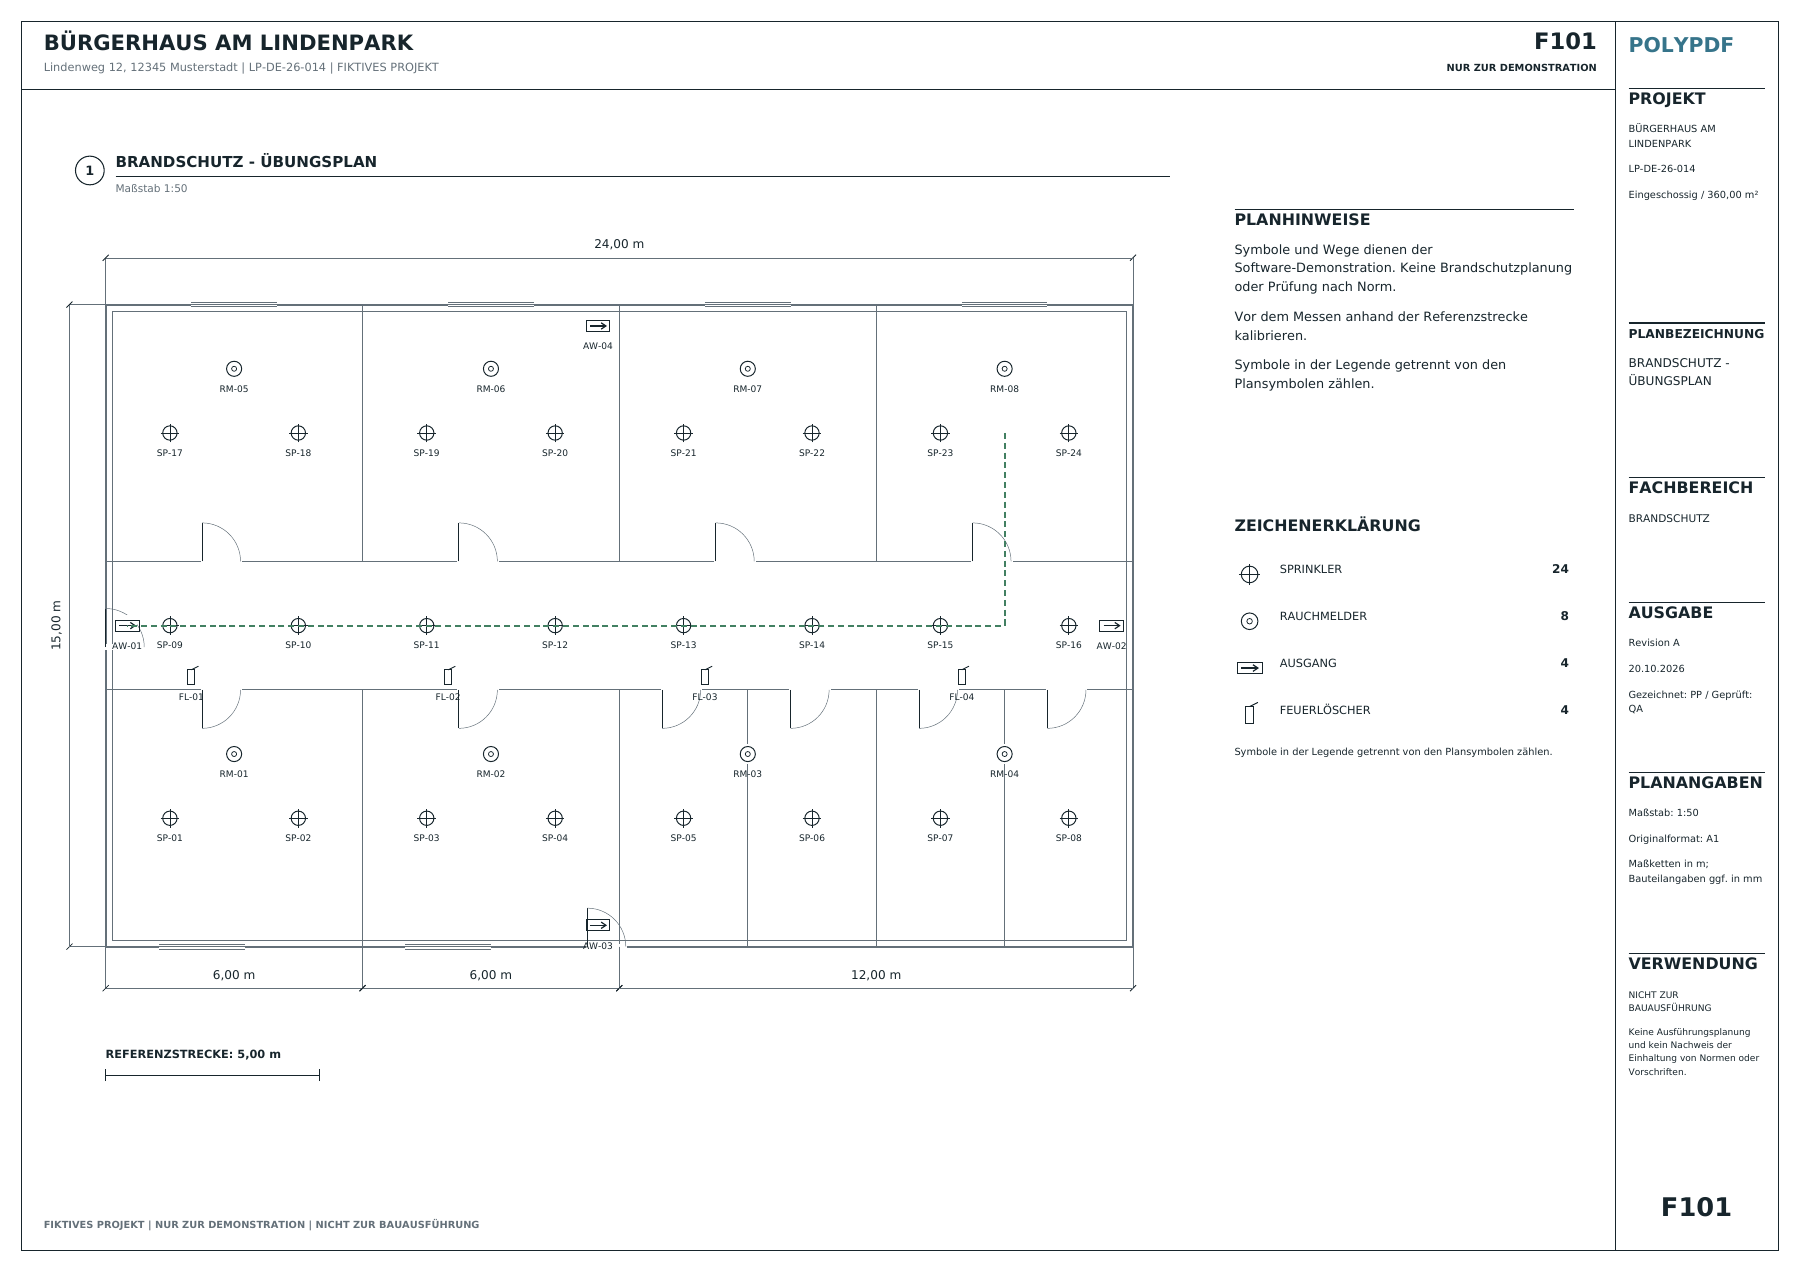 BÜRGERHAUS AM LINDENPARK
Lindenweg 12, 12345 Musterstadt | LP-DE-26-014 | FIKTIVES PROJEKT
F101
NUR ZUR DEMONSTRATION
1
BRANDSCHUTZ - ÜBUNGSPLAN
Maßstab 1:50
24,00 m
15,00 m
AW-04
RM-05
RM-06
RM-07
RM-08
SP-17
SP-18
SP-19
SP-20
SP-21
SP-22
SP-23
SP-24
AW-01
SP-09
SP-10
SP-11
SP-12
SP-13
SP-14
SP-15
SP-16
AW-02
FL-01
FL-02
FL-03
FL-04
RM-01
RM-02
RM-03
RM-04
SP-01
SP-02
SP-03
SP-04
SP-05
SP-06
SP-07
SP-08
AW-03
6,00 m
6,00 m
12,00 m
REFERENZSTRECKE: 5,00 m
PLANHINWEISE
Symbole und Wege dienen der
Software-Demonstration. Keine Brandschutzplanung
oder Prüfung nach Norm.
Vor dem Messen anhand der Referenzstrecke
kalibrieren.
Symbole in der Legende getrennt von den
Plansymbolen zählen.
ZEICHENERKLÄRUNG
SPRINKLER 24
RAUCHMELDER 8
AUSGANG 4
FEUERLÖSCHER 4
Symbole in der Legende getrennt von den Plansymbolen zählen.
POLYPDF
PROJEKT
BÜRGERHAUS AM
LINDENPARK
LP-DE-26-014
Eingeschossig / 360,00 m²
PLANBEZEICHNUNG
BRANDSCHUTZ -
ÜBUNGSPLAN
FACHBEREICH
BRANDSCHUTZ
AUSGABE
Revision A
20.10.2026
Gezeichnet: PP / Geprüft:
QA
PLANANGABEN
Maßstab: 1:50
Originalformat: A1
Maßketten in m;
Bauteilangaben ggf. in mm
VERWENDUNG
NICHT ZUR
BAUAUSFÜHRUNG
Keine Ausführungsplanung
und kein Nachweis der
Einhaltung von Normen oder
Vorschriften.
F101
FIKTIVES PROJEKT | NUR ZUR DEMONSTRATION | NICHT ZUR BAUAUSFÜHRUNG